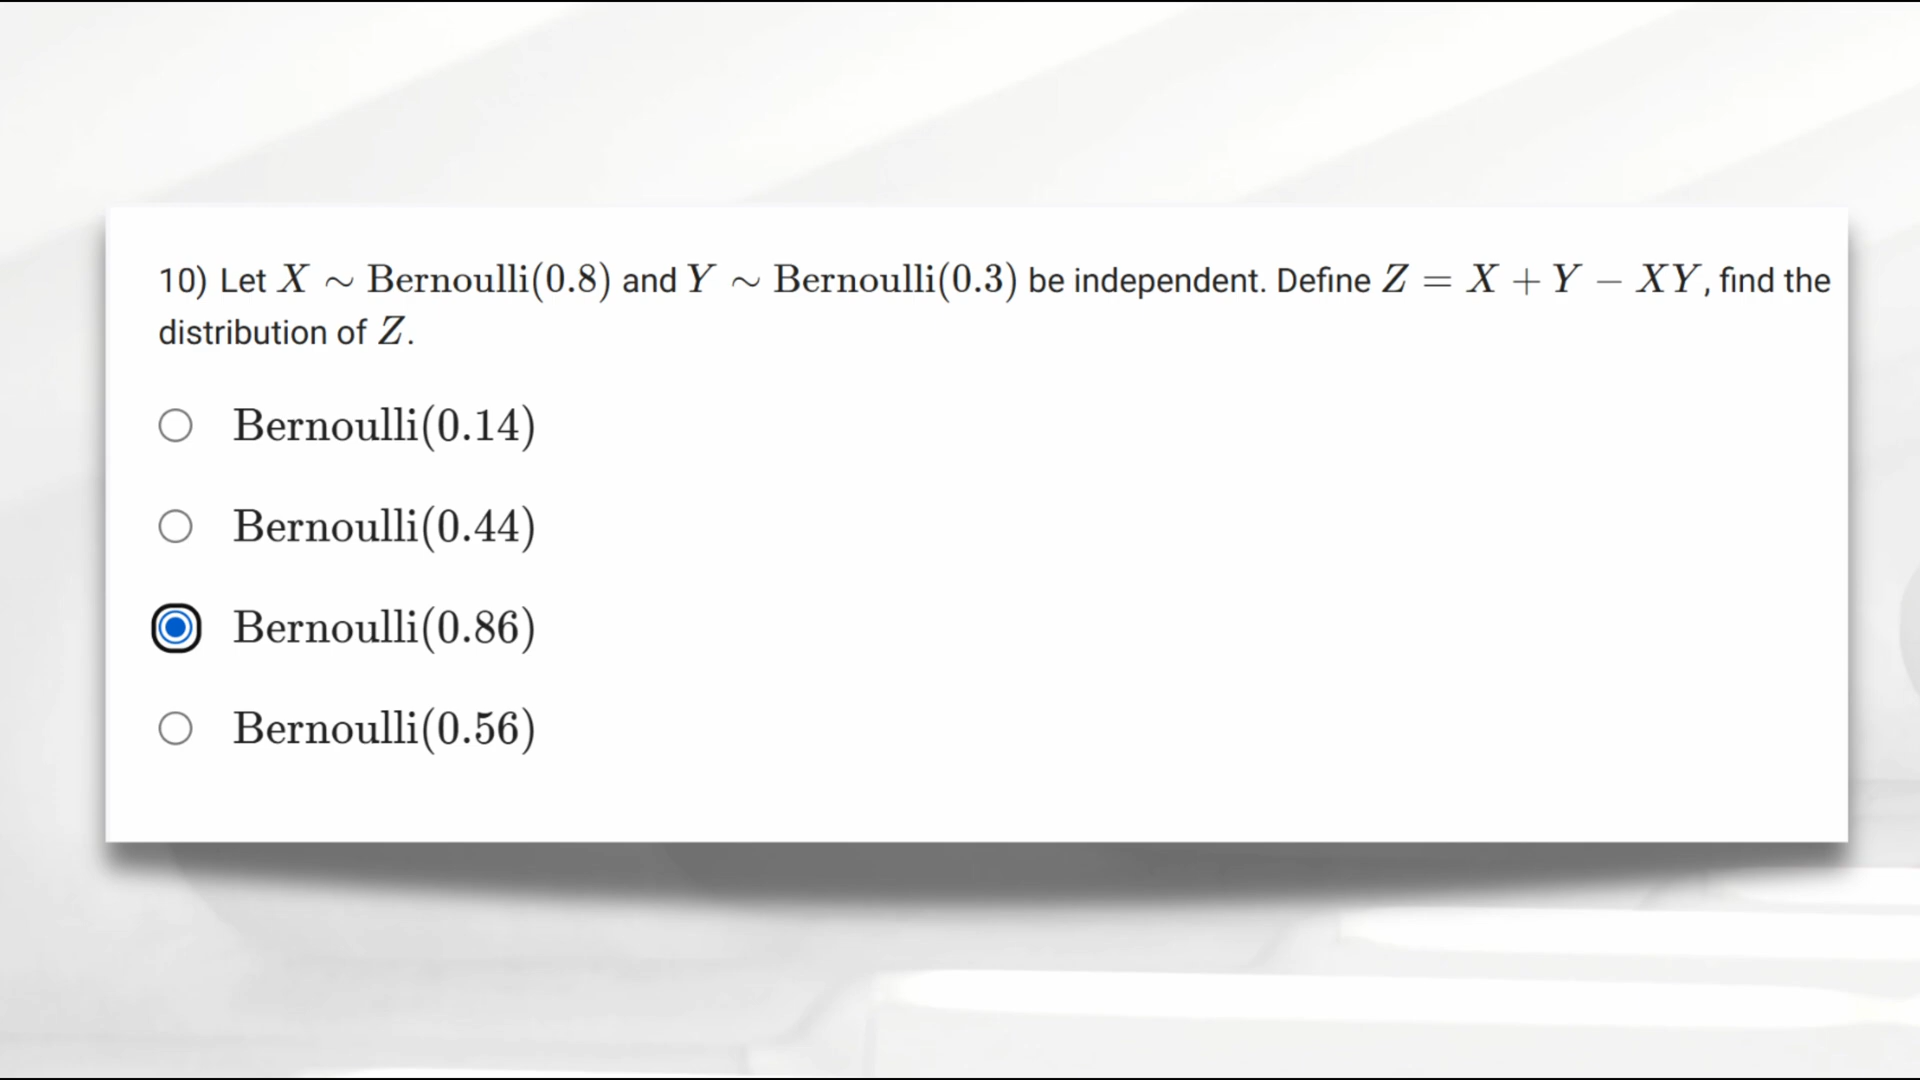 10) Let X ∼ Bernoulli(0.8) and Y ∼ Bernoulli(0.3) be independent. Define Z = X + Y − XY, find the
distribution of Z.
Bernoulli(0.14)
Bernoulli(0.44)
Bernoulli(0.86)
Bernoulli(0.56)